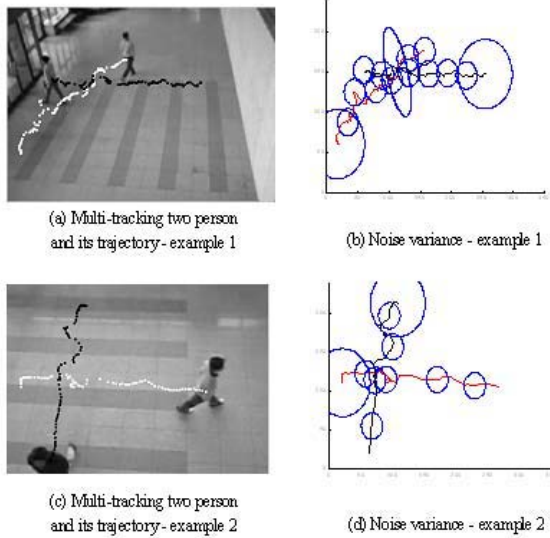 (a) Multi-tracking two person
and its trajectory - example 1
(b) Noise variance - example 1
(c) Multi-tracking two person
and its trajectory - example 2
(d) Noise variance - example 2